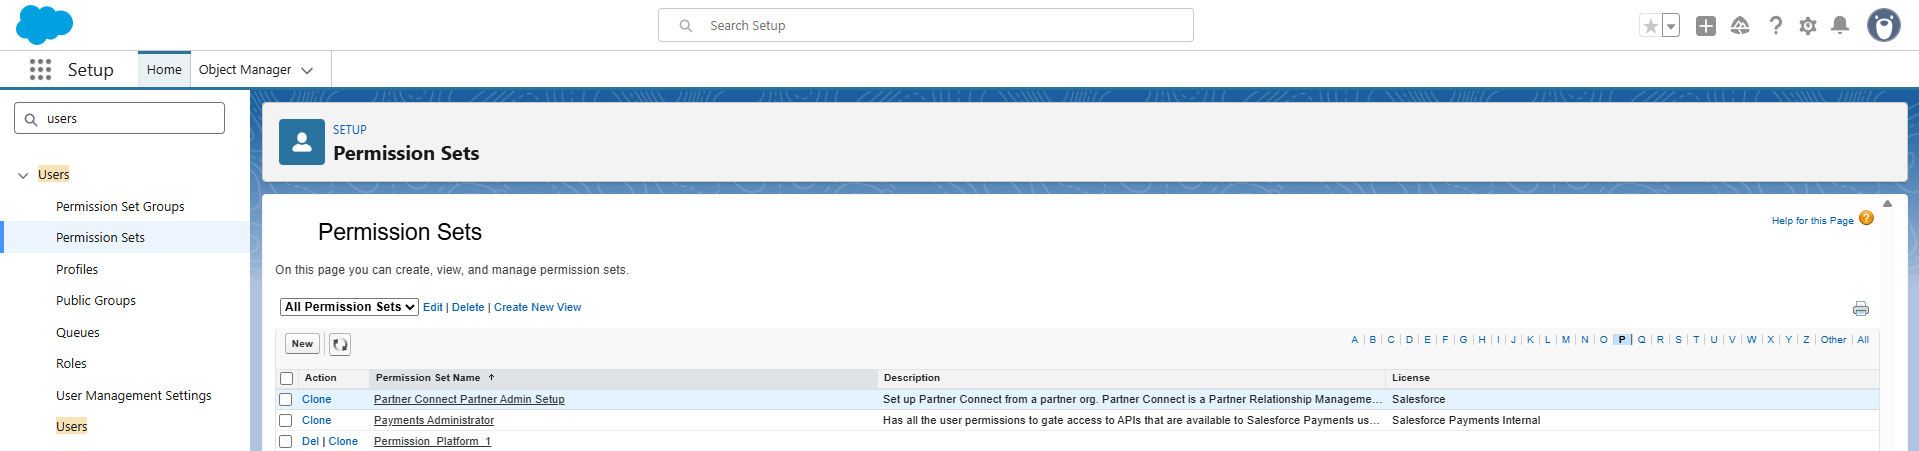 Search Setup
Setup
Home
Object Manager
users
Users
Permission Set Groups
Permission Sets
Profiles
Public Groups
Queues
Roles
User Management Settings
Users
SETUP
Permission Sets
Permission Sets
Help for this Page ?
On this page you can create, view, and manage permission sets.
All Permission Sets Edit | Delete | Create New View
New
A | B | C | D | E | F | G | H | I | J | K | L | M | N | O | P | Q | R | S | T | U | V | W | X | Y | Z | Other | All
Action Permission Set Name ↑ Description License
Clone Partner Connect Partner Admin Setup Set up Partner Connect from a partner org. Partner Connect is a Partner Relationship Manageme... Salesforce
Clone Payments Administrator Has all the user permissions to gate access to APIs that are available to Salesforce Payments us... Salesforce Payments Internal
Del | Clone Permission_Platform_1